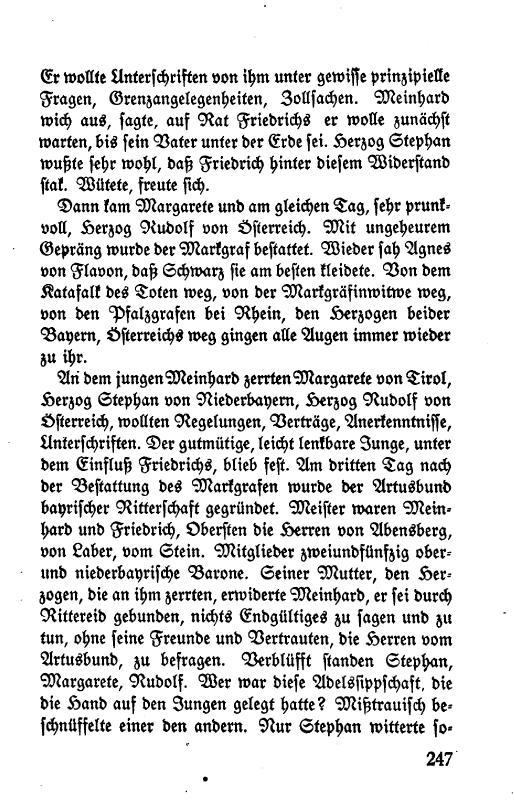 Er wollte Unterschriften von ihm unter gewisse prinzipielle
Fragen, Grenzangelegenheiten, Zollsachen. Meinhard
wich aus, sagte, auf Rat Friedrichs er wolle zunächst
warten, bis sein Vater unter der Erde sei. Herzog Stephan
wußte sehr wohl, daß Friedrich hinter diesem Widerstand
stak. Wütete, freute sich.
Dann kam Margarete und am gleichen Tag, sehr prunk-
voll, Herzog Rudolf von Österreich. Mit ungeheurem
Gepräng wurde der Markgraf bestattet. Wieder sah Agnes
von Flavon, daß Schwarz sie am besten kleidete. Von dem
Katafalk des Toten weg, von der Markgräfinwitwe weg,
von den Pfalzgrafen bei Rhein, den Herzogen beider
Bayern, Österreichs weg gingen alle Augen immer wieder
zu ihr.
An dem jungen Meinhard zerrten Margarete von Tirol,
Herzog Stephan von Niederbayern, Herzog Rudolf von
Österreich, wollten Regelungen, Verträge, Anerkenntnisse,
Unterschriften. Der gutmütige, leicht lenkbare Junge, unter
dem Einfluß Friedrichs, blieb fest. Am dritten Tag nach
der Bestattung des Markgrafen wurde der Artusbund
bayrischer Ritterschaft gegründet. Meister waren Mein-
hard und Friedrich, Obersten die Herren von Abensberg,
von Laber, vom Stein. Mitglieder zweiundfünfzig ober-
und niederbayrische Barone. Seiner Mutter, den Her-
zogen, die an ihm zerrten, erwiderte Meinhard, er sei durch
Rittereid gebunden, nichts Endgültiges zu sagen und zu
tun, ohne seine Freunde und Vertrauten, die Herren vom
Artusbund, zu befragen. Verblüfft standen Stephan,
Margarete, Rudolf. Wer war diese Adelssippschaft, die
die Hand auf den Jungen gelegt hatte? Mißtrauisch be-
schnüffelte einer den andern. Nur Stephan witterte so-
247